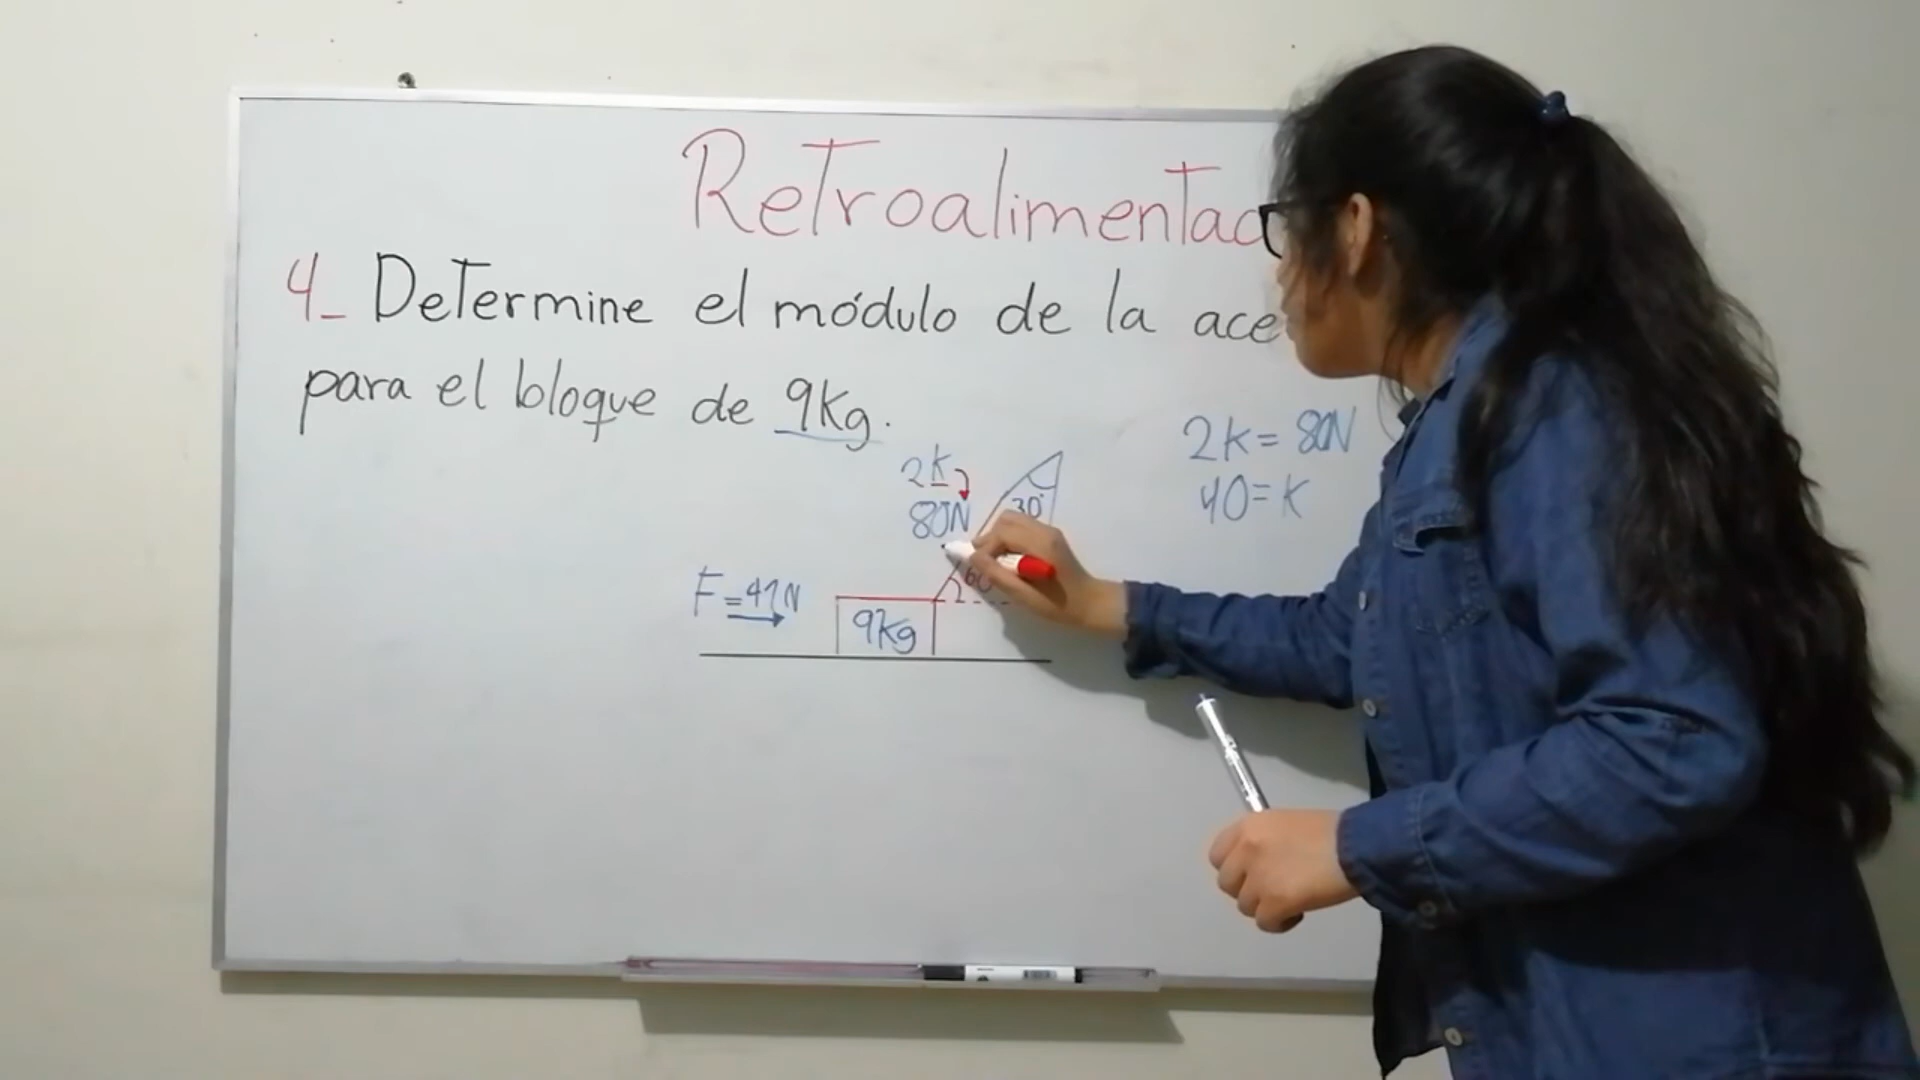 Retroalimentac
4_ Determine el módulo de la ace
para el bloque de 9Kg.
2K
80N
30°
2K = 80N
40 = K
F = 41N
9Kg